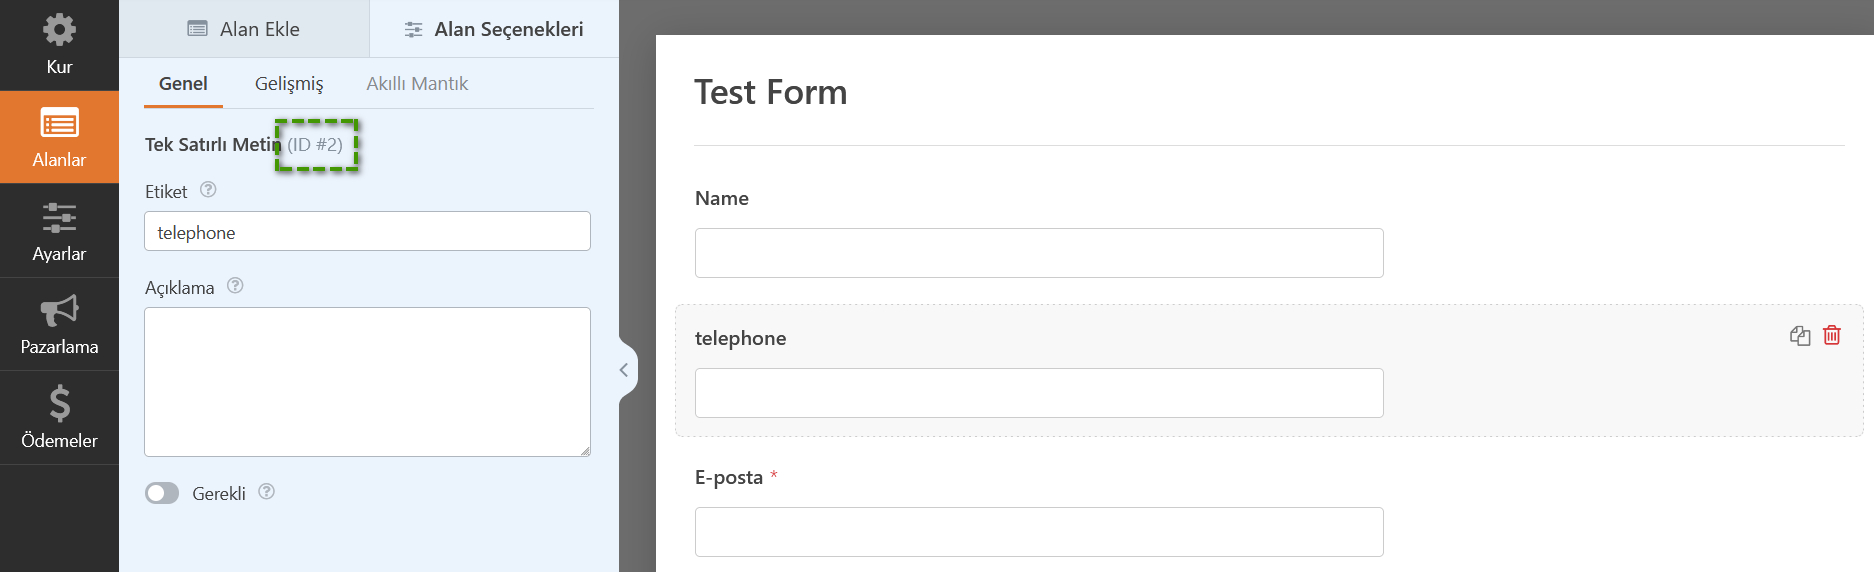 Kur
Alanlar
Ayarlar
Pazarlama
Ödemeler
Alan Ekle
Alan Seçenekleri
Genel
Gelişmiş
Akıllı Mantık
Tek Satırlı Metin (ID #2)
Etiket ?
telephone
Açıklama ?
Gerekli ?
Test Form
Name
telephone
E-posta *